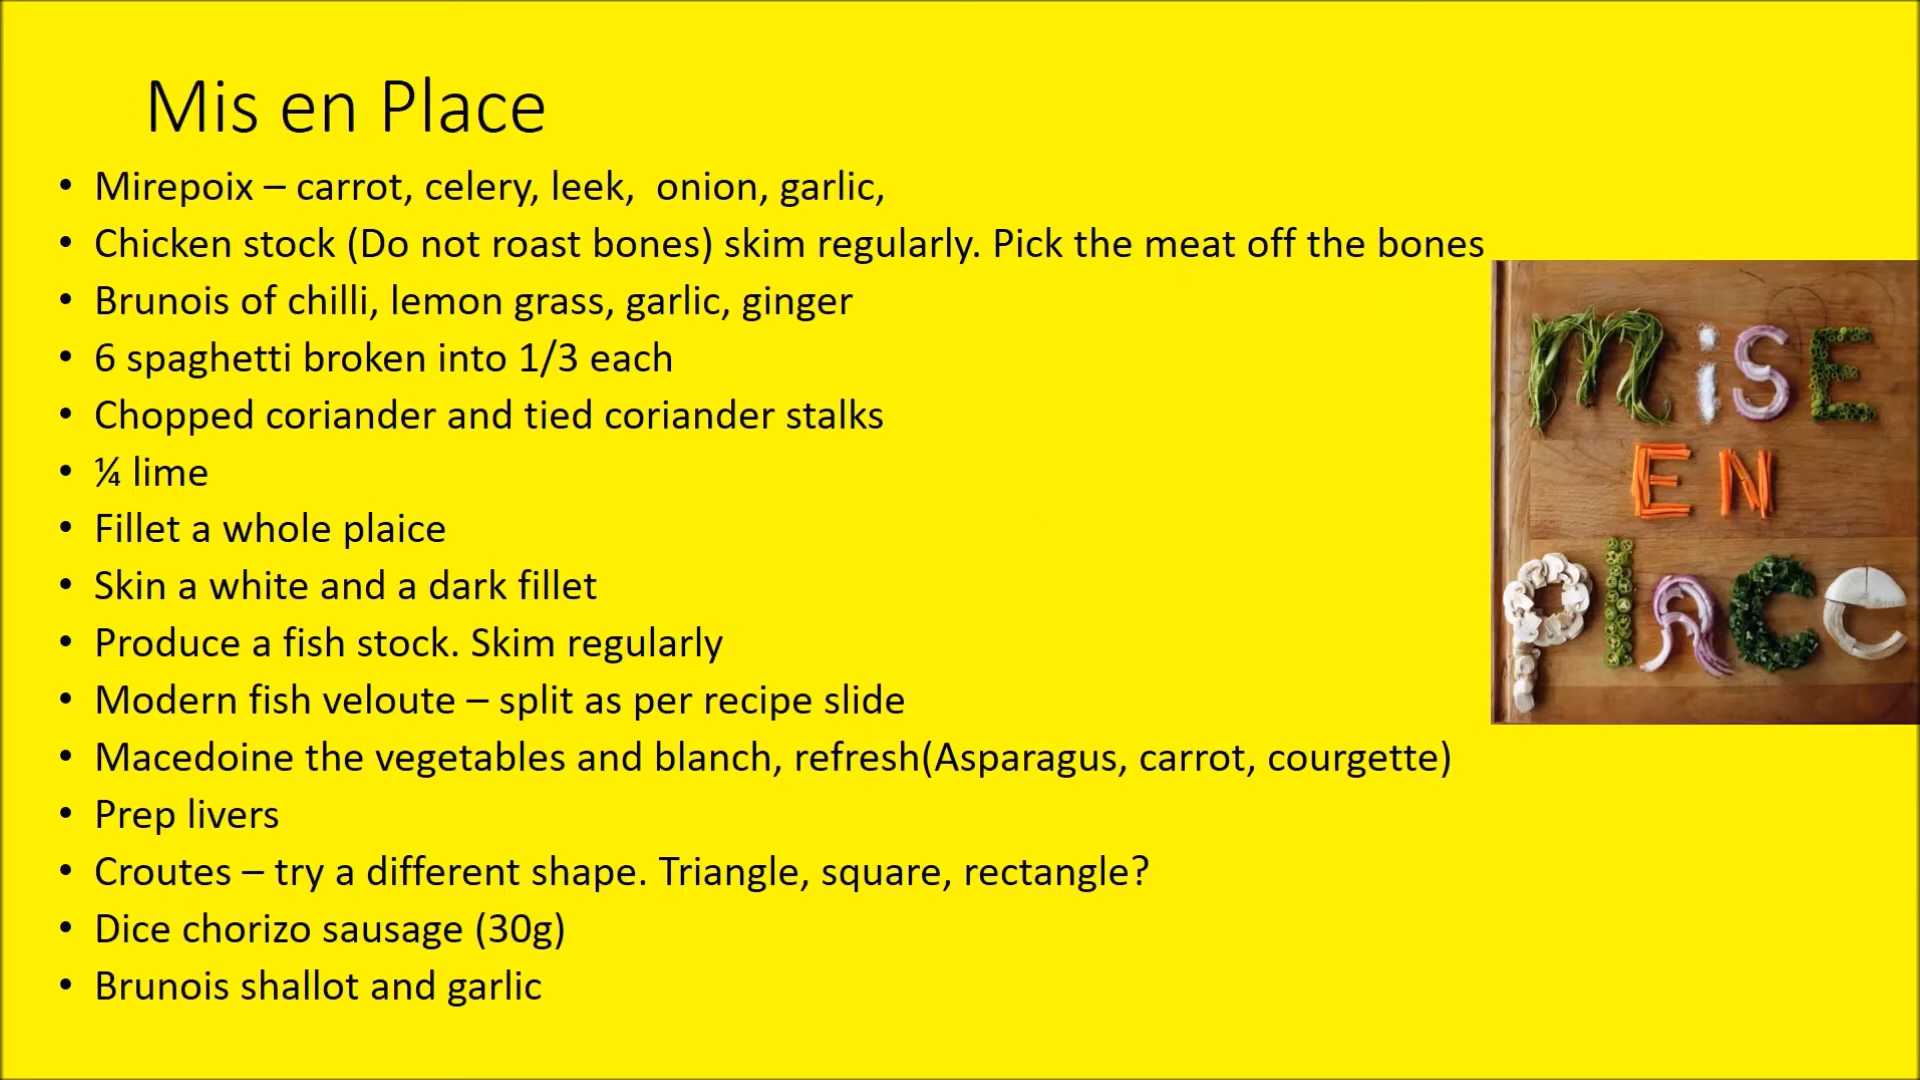 Mis en Place
• Mirepoix – carrot, celery, leek,  onion, garlic,
• Chicken stock (Do not roast bones) skim regularly. Pick the meat off the bones
• Brunois of chilli, lemon grass, garlic, ginger
• 6 spaghetti broken into 1/3 each
• Chopped coriander and tied coriander stalks
• ¼ lime
• Fillet a whole plaice
• Skin a white and a dark fillet
• Produce a fish stock. Skim regularly
• Modern fish veloute – split as per recipe slide
• Macedoine the vegetables and blanch, refresh(Asparagus, carrot, courgette)
• Prep livers
• Croutes – try a different shape. Triangle, square, rectangle?
• Dice chorizo sausage (30g)
• Brunois shallot and garlic
MiSE
EN
plAce